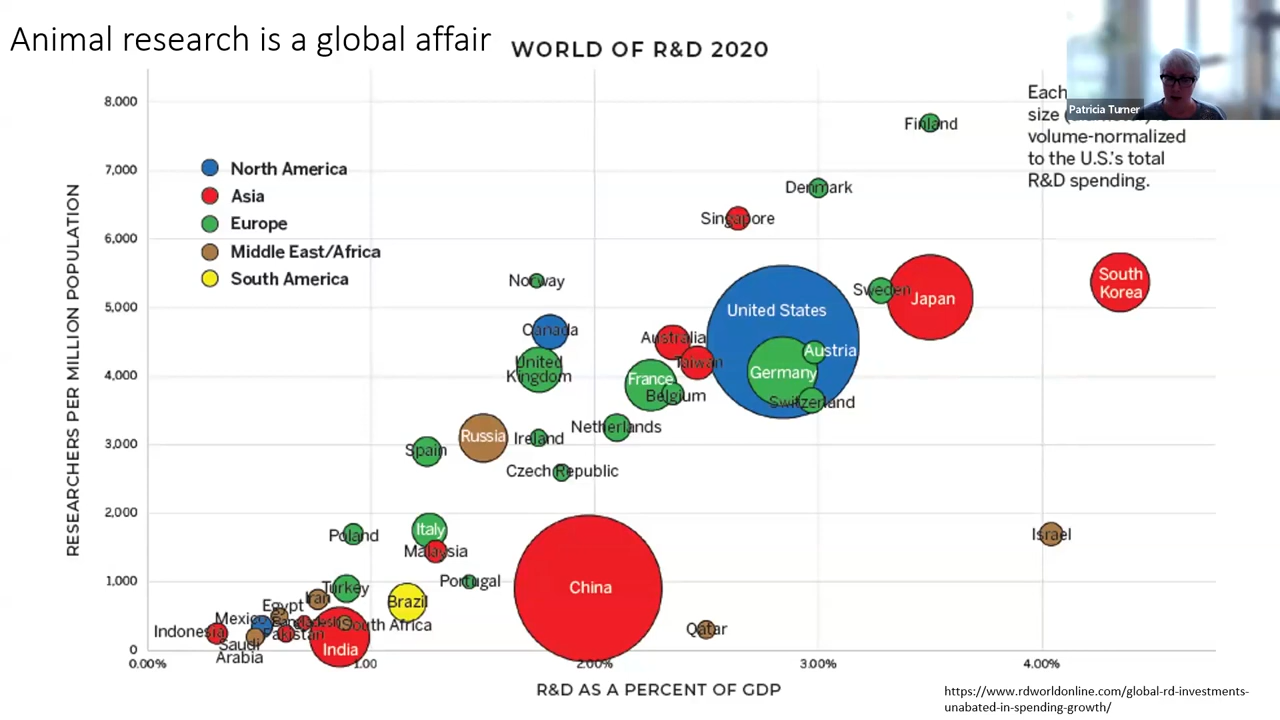 Animal research is a global affair
WORLD OF R&D 2020
Patricia Turner
Each
size
volume-normalized
to the U.S.'s total
R&D spending.
North America
Asia
Europe
Middle East/Africa
South America
RESEARCHERS PER MILLION POPULATION
8,000
7,000
6,000
5,000
4,000
3,000
2,000
1,000
0
Finland
Denmark
Singapore
Norway
South
Korea
Sweden
Japan
United States
Canada
Australia
Austria
United
Kingdom
Taiwan
Germany
France
Belgium
Switzerland
Netherlands
Russia
Ireland
Spain
Czech Republic
Italy
Poland
Malaysia
Israel
Portugal
China
Turkey
Iran
Brazil
Egypt
Mexico
Bangladesh
South Africa
Indonesia
Pakistan
Qatar
Saudi
Arabia
India
0.00%
1.00
2.00%
3.00%
4.00%
R&D AS A PERCENT OF GDP
https://www.rdworldonline.com/global-rd-investments-
unabated-in-spending-growth/